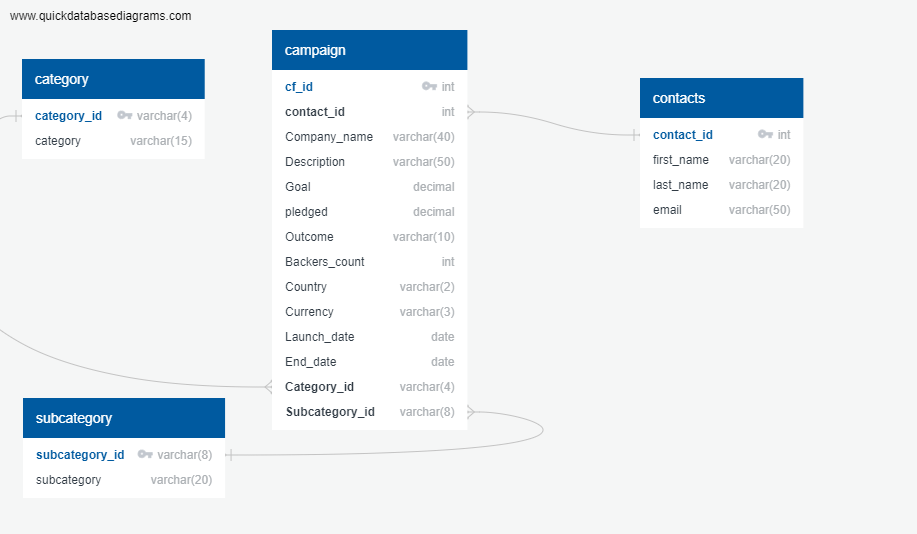 www.quickdatabasediagrams.com
category
category_id varchar(4)
category varchar(15)
campaign
cf_id int
contact_id int
Company_name varchar(40)
Description varchar(50)
Goal decimal
pledged decimal
Outcome varchar(10)
Backers_count int
Country varchar(2)
Currency varchar(3)
Launch_date date
End_date date
Category_id varchar(4)
Subcategory_id varchar(8)
contacts
contact_id int
first_name varchar(20)
last_name varchar(20)
email varchar(50)
subcategory
subcategory_id varchar(8)
subcategory varchar(20)